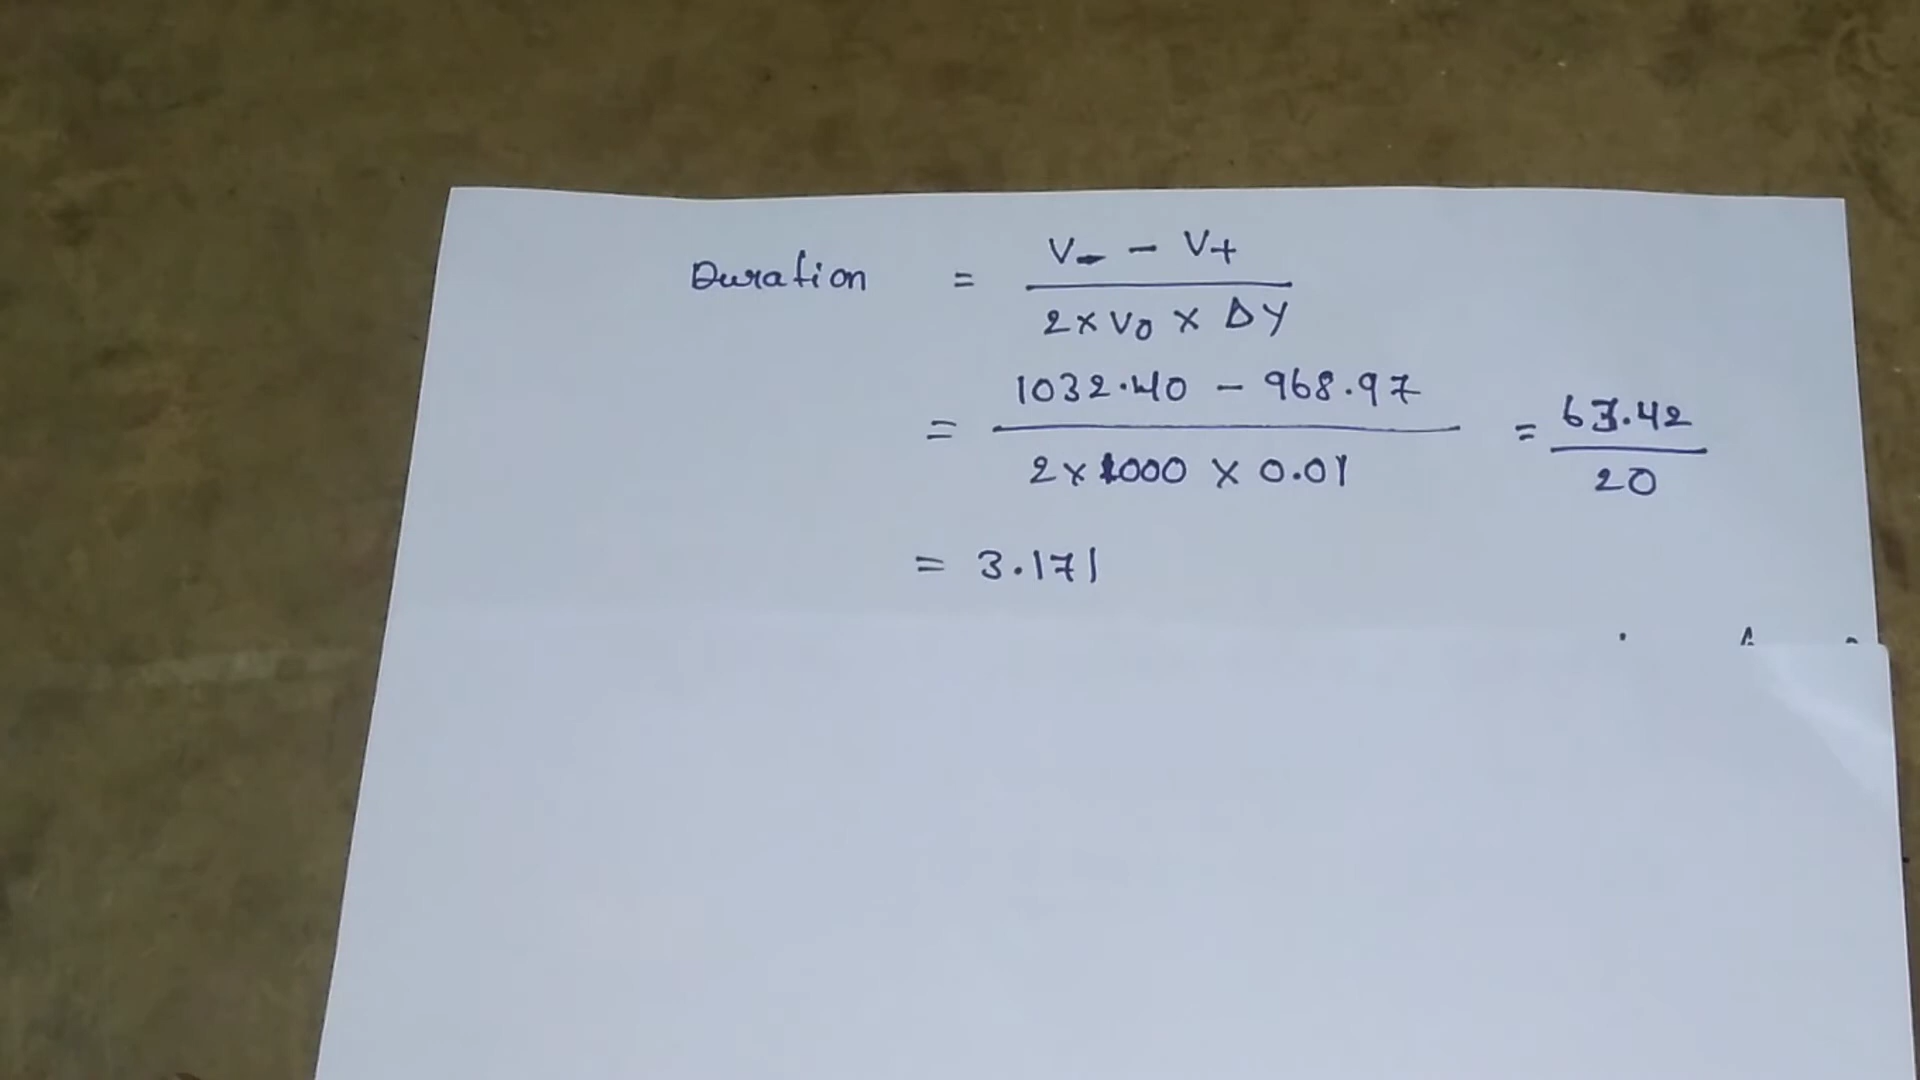 Duration = V- - V+ / 2 x V0 x ΔY
= 1032.40 - 968.97 / 2 x 1000 x 0.01 = 63.42 / 20
= 3.171